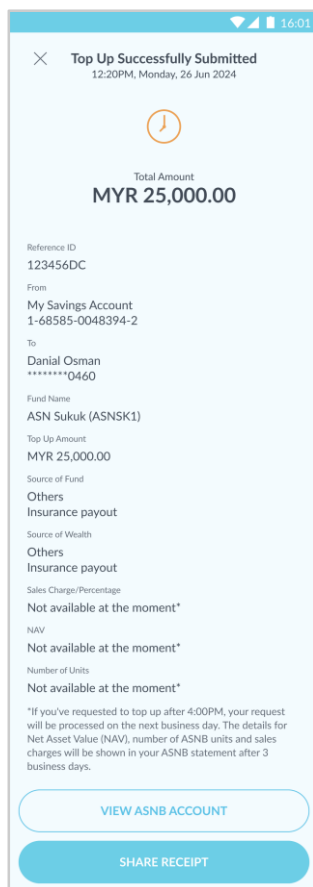 16:01
Top Up Successfully Submitted
12:20PM, Monday, 26 Jun 2024
Total Amount
MYR 25,000.00
Reference ID
123456DC
From
My Savings Account
1-68585-0048394-2
To
Danial Osman
********0460
Fund Name
ASN Sukuk (ASNSK1)
Top Up Amount
MYR 25,000.00
Source of Fund
Others
Insurance payout
Source of Wealth
Others
Insurance payout
Sales Charge/Percentage
Not available at the moment*
NAV
Not available at the moment*
Number of Units
Not available at the moment*
*If you've requested to top up after 4:00PM, your request
will be processed on the next business day. The details for
Net Asset Value (NAV), number of ASNB units and sales
charges will be shown in your ASNB statement after 3
business days.
VIEW ASNB ACCOUNT
SHARE RECEIPT